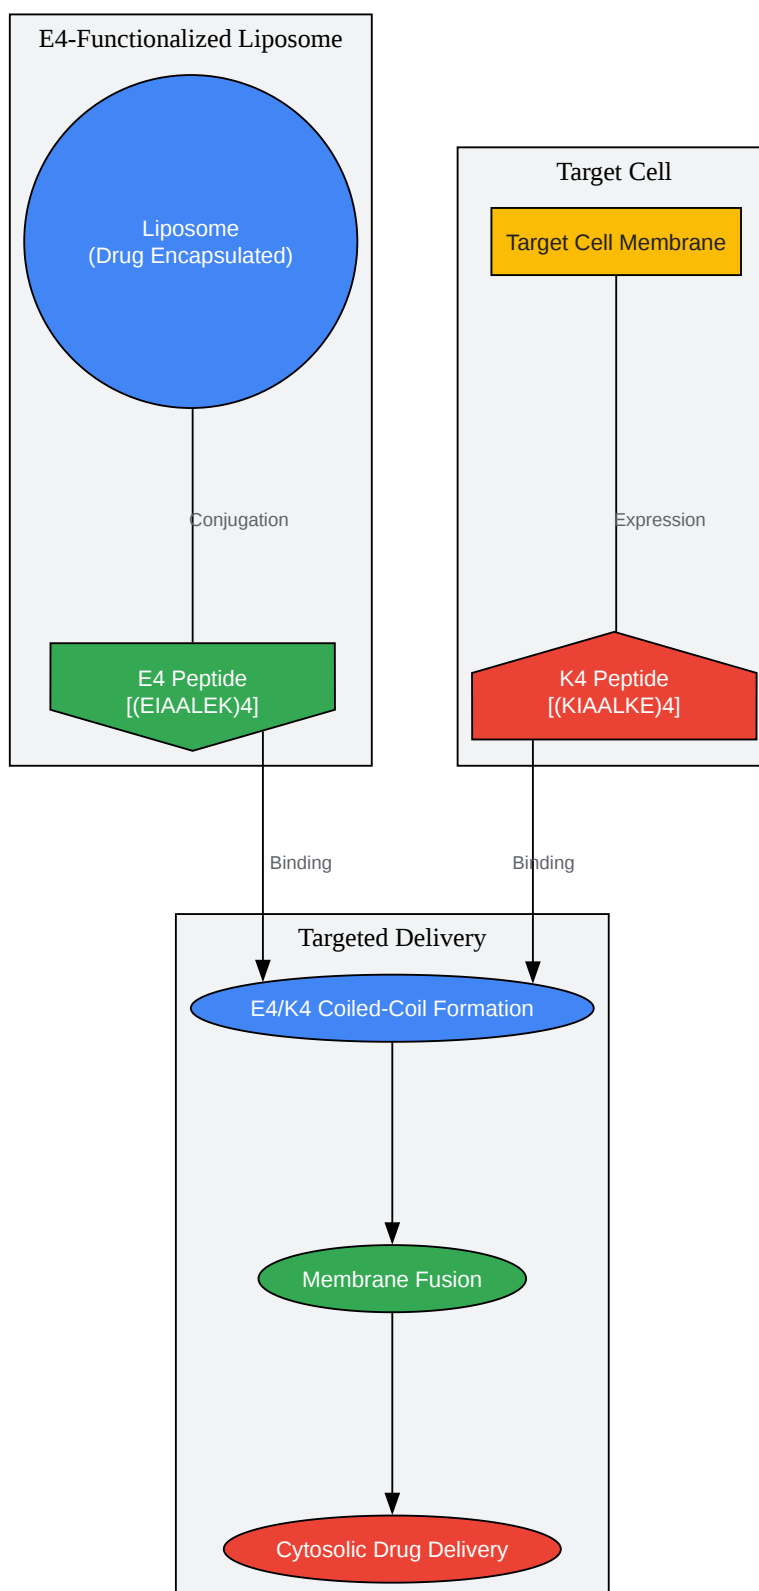 E4-Functionalized Liposome
Liposome
(Drug Encapsulated)
Conjugation
E4 Peptide
[(EIAALEK)4]
Target Cell
Target Cell Membrane
Expression
K4 Peptide
[(KIAALKE)4]
Binding
Binding
Targeted Delivery
E4/K4 Coiled-Coil Formation
Membrane Fusion
Cytosolic Drug Delivery